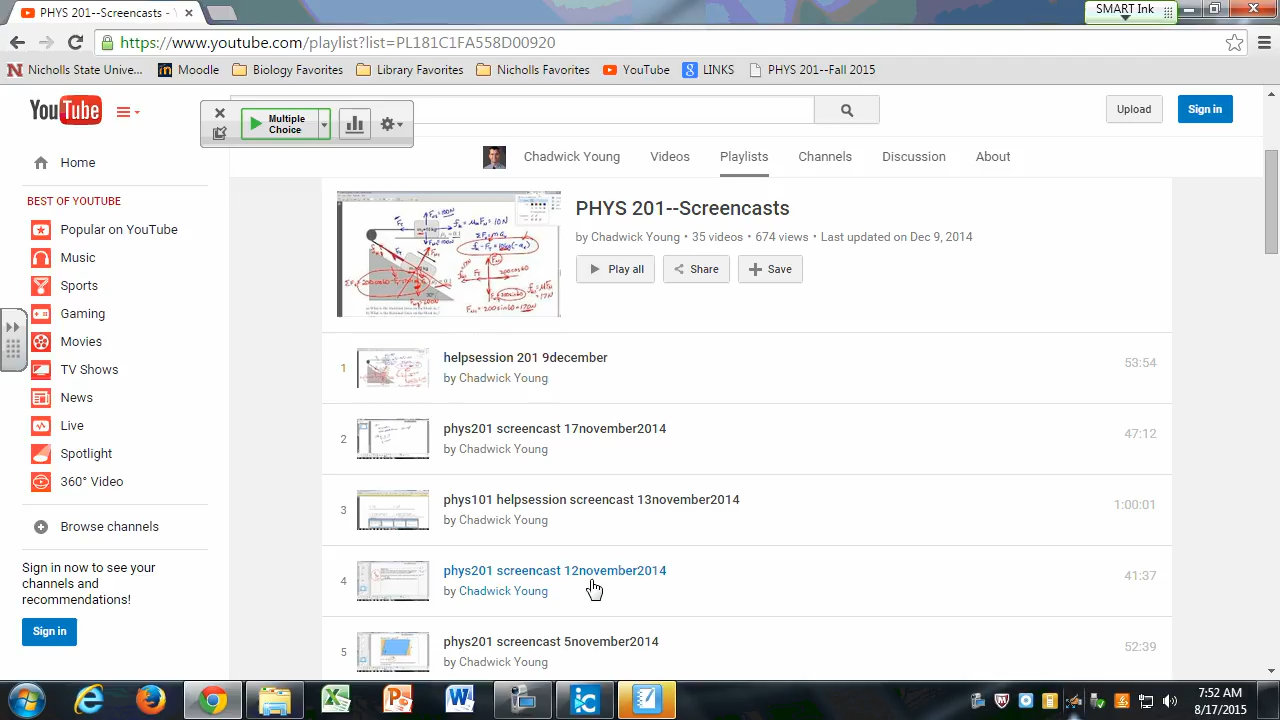 PHYS 201--Screencasts -
SMART Ink
https://www.youtube.com/playlist?list=PL181C1FA558D00920
Nicholls State Unive... Moodle Biology Favorites Library Favorites Nicholls Favorites YouTube LINKS PHYS 201--Fall 2015
YouTube
Multiple
Choice
Upload
Sign in
Chadwick Young Videos Playlists Channels Discussion About
Home
BEST OF YOUTUBE
Popular on YouTube
Music
Sports
Gaming
Movies
TV Shows
News
Live
Spotlight
360° Video
Browse channels
Sign in now to see your
channels and
recommendations!
Sign in
PHYS 201--Screencasts
by Chadwick Young • 35 videos • 674 views • Last updated on Dec 9, 2014
Play all Share Save
1 helpsession 201 9december 53:54
by Chadwick Young
2 phys201 screencast 17november2014 47:12
by Chadwick Young
3 phys101 helpsession screencast 13november2014 :00:01
by Chadwick Young
4 phys201 screencast 12november2014 41:37
by Chadwick Young
5 phys201 screencast 5november2014 52:39
by Chadwick Young
7:52 AM
8/17/2015